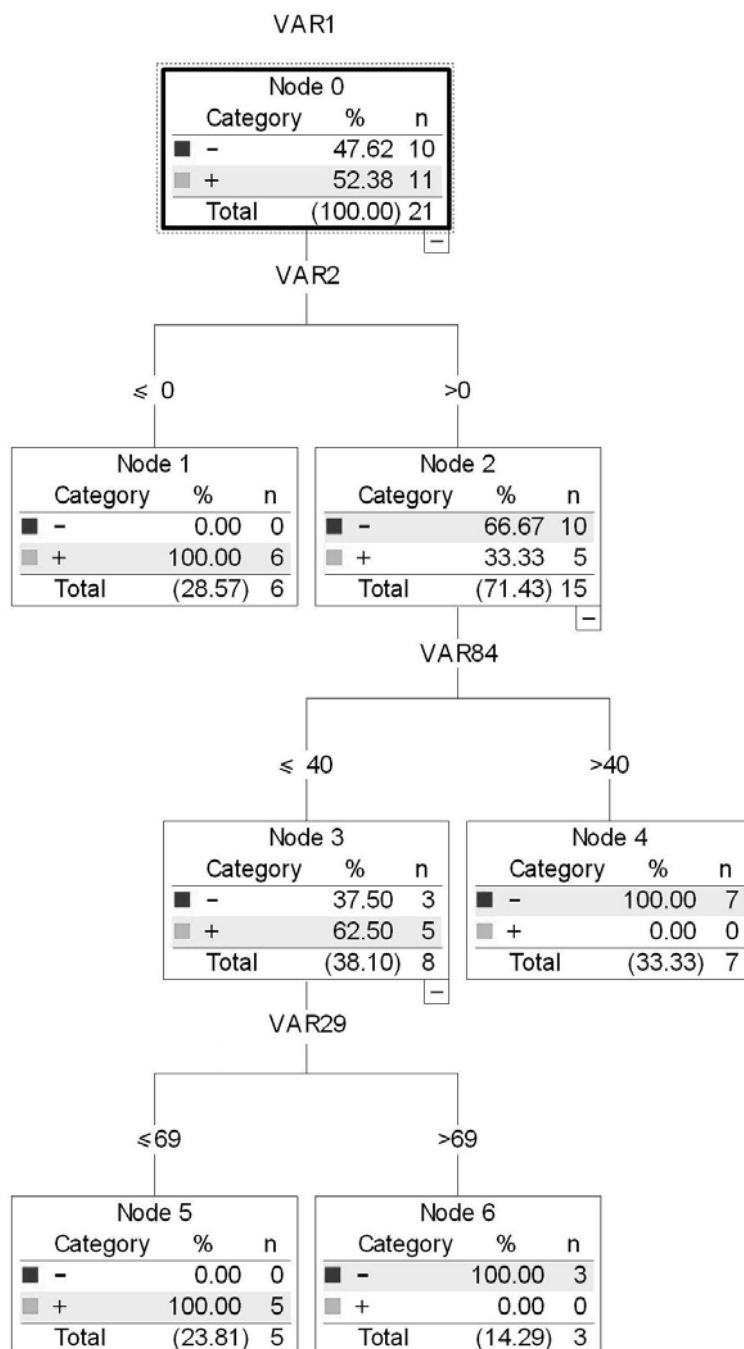 VAR1
Node 0
Category % n
− 47.62 10
+ 52.38 11
Total (100.00) 21
−
VAR2
≤ 0 >0
Node 1
Category % n
− 0.00 0
+ 100.00 6
Total (28.57) 6
Node 2
Category % n
− 66.67 10
+ 33.33 5
Total (71.43) 15
−
VAR84
≤ 40 >40
Node 3
Category % n
− 37.50 3
+ 62.50 5
Total (38.10) 8
−
Node 4
Category % n
− 100.00 7
+ 0.00 0
Total (33.33) 7
VAR29
≤69 >69
Node 5
Category % n
− 0.00 0
+ 100.00 5
Total (23.81) 5
Node 6
Category % n
− 100.00 3
+ 0.00 0
Total (14.29) 3